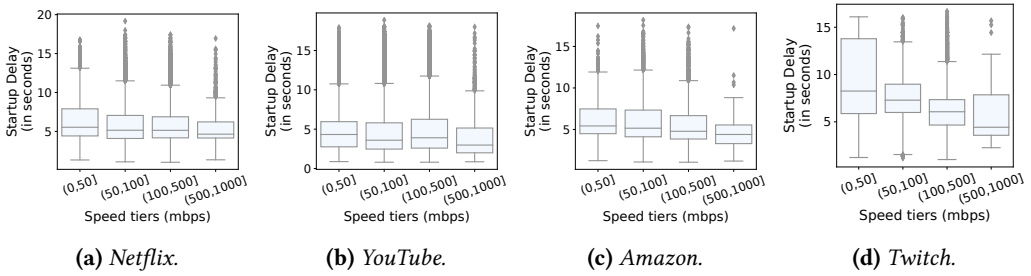 Startup Delay
(in seconds)
20
15
10
5
(0,50]
(50,100]
(100,500]
(500,1000]
Speed tiers (mbps)
(a) Netflix.
Startup Delay
(in seconds)
15
10
5
0
(0,50]
(50,100]
(100,500]
(500,1000]
Speed tiers (mbps)
(b) YouTube.
Startup Delay
(in seconds)
15
10
5
(0,50]
(50,100]
(100,500]
(500,1000]
Speed tiers (mbps)
(c) Amazon.
Startup Delay
(in seconds)
15
10
5
(0,50]
(50,100]
(100,500]
(500,1000]
Speed tiers (mbps)
(d) Twitch.